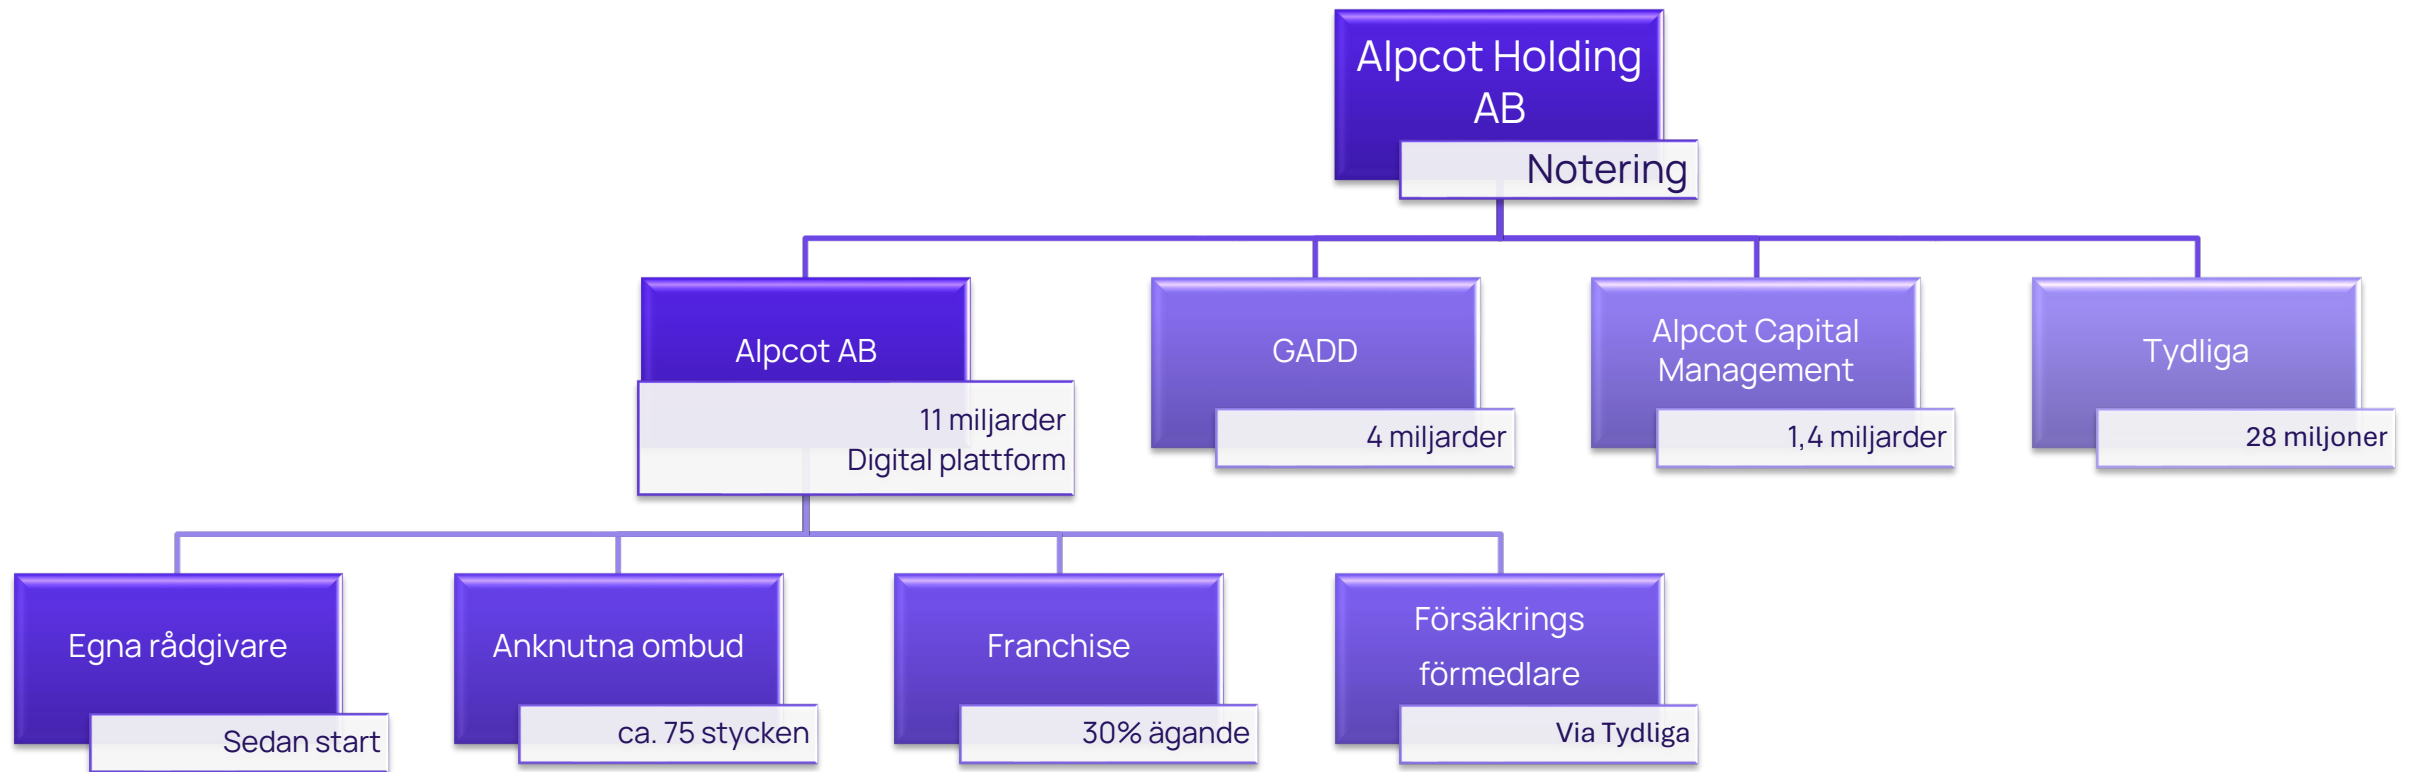 Alpcot Holding
AB
Notering
Alpcot AB
11 miljarder
Digital plattform
GADD
4 miljarder
Alpcot Capital
Management
1,4 miljarder
Tydliga
28 miljoner
Egna rådgivare
Sedan start
Anknutna ombud
ca. 75 stycken
Franchise
30% ägande
Försäkrings
förmedlare
Via Tydliga